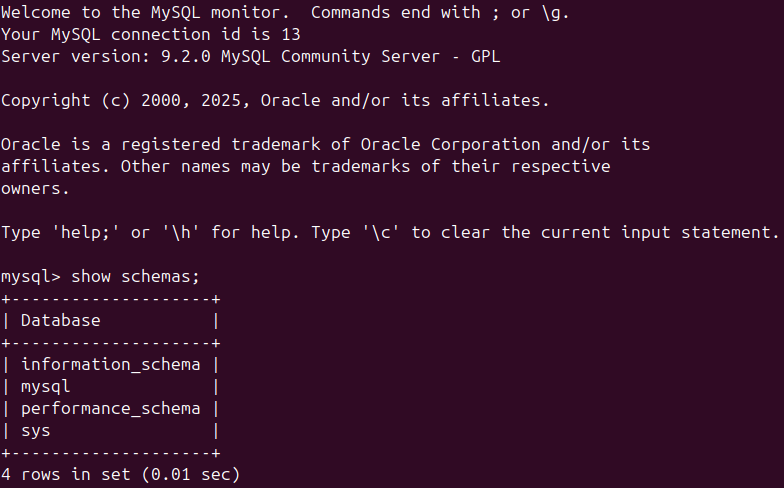 Welcome to the MySQL monitor.  Commands end with ; or \g.
Your MySQL connection id is 13
Server version: 9.2.0 MySQL Community Server - GPL

Copyright (c) 2000, 2025, Oracle and/or its affiliates.

Oracle is a registered trademark of Oracle Corporation and/or its
affiliates. Other names may be trademarks of their respective
owners.

Type 'help;' or '\h' for help. Type '\c' to clear the current input statement.

mysql> show schemas;
+--------------------+
| Database           |
+--------------------+
| information_schema |
| mysql              |
| performance_schema |
| sys                |
+--------------------+
4 rows in set (0.01 sec)